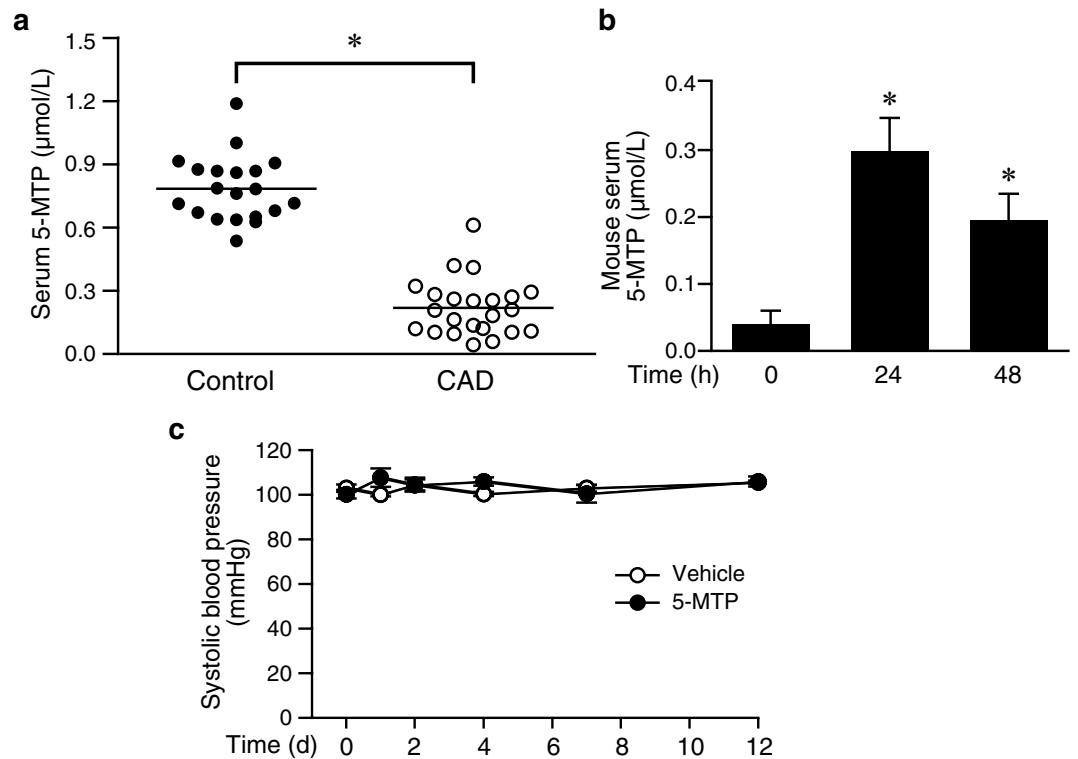 a
*
Serum 5-MTP (µmol/L)
1.5
1.2
0.9
0.6
0.3
0.0
Control CAD
b
Mouse serum
5-MTP (µmol/L)
0.4
0.3
0.2
0.1
0.0
*
*
Time (h) 0 24 48
c
Systolic blood pressure
(mmHg)
120
100
80
60
40
20
0
Vehicle
5-MTP
Time (d) 0 2 4 6 8 10 12